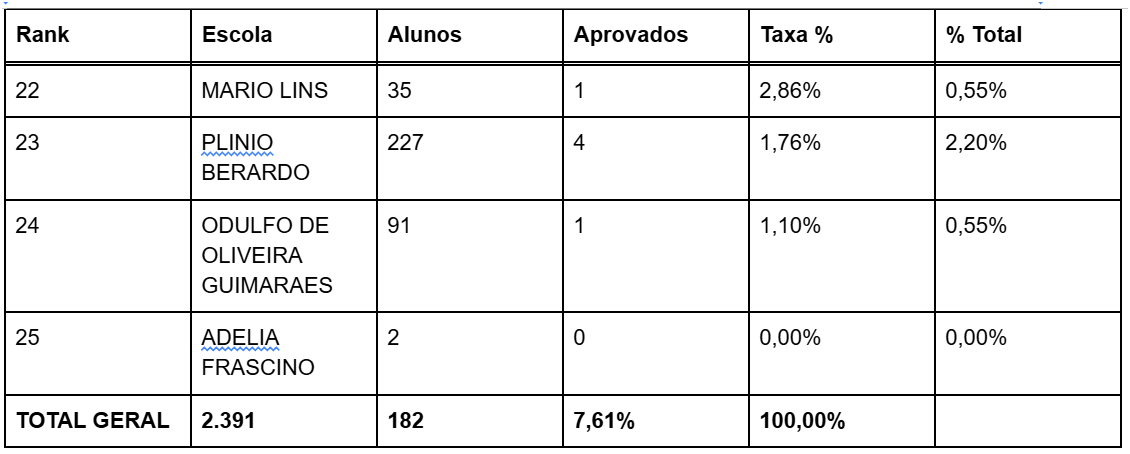 Rank Escola Alunos Aprovados Taxa % % Total
22 MARIO LINS 35 1 2,86% 0,55%
23 PLINIO 227 4 1,76% 2,20%
BERARDO
24 ODULFO DE 91 1 1,10% 0,55%
OLIVEIRA
GUIMARAES
25 ADELIA 2 0 0,00% 0,00%
FRASCINO
TOTAL GERAL 2.391 182 7,61% 100,00%